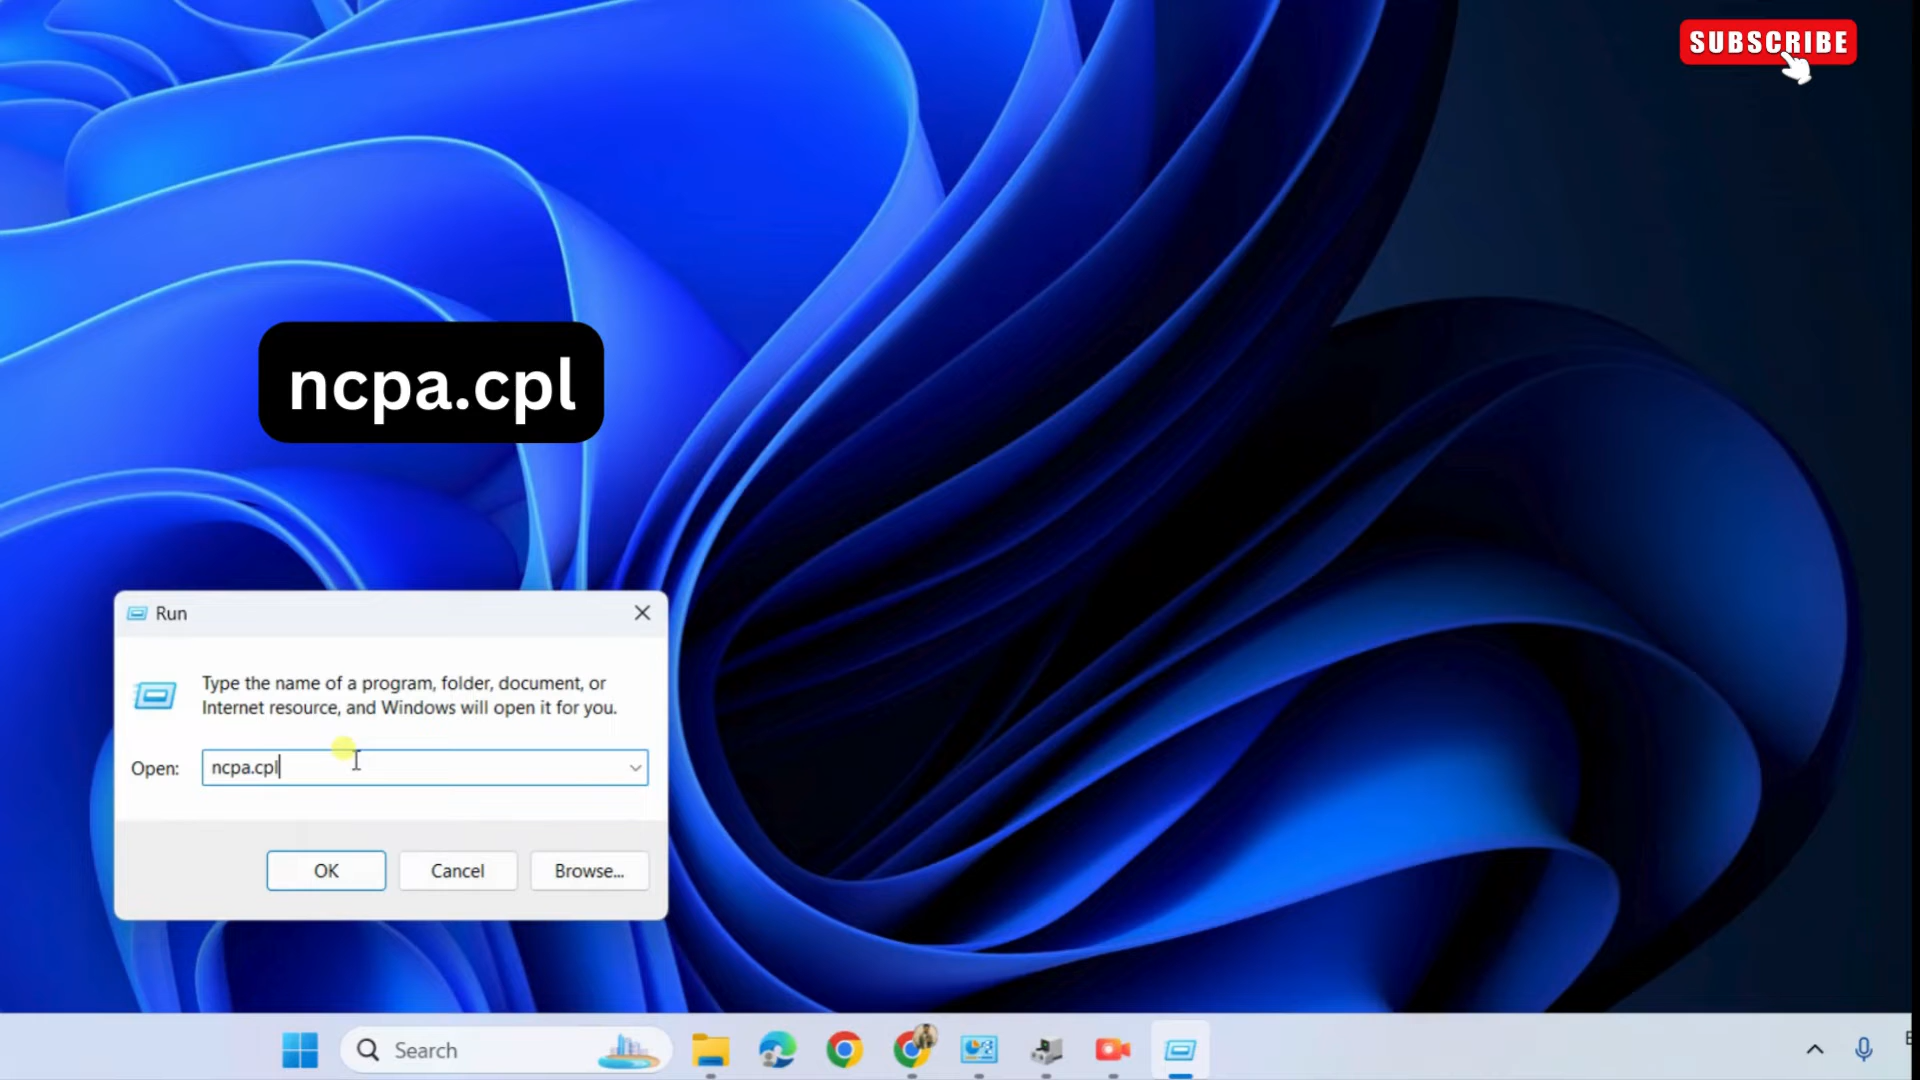 SUBSCRIBE
ncpa.cpl
Run
Type the name of a program, folder, document, or
Internet resource, and Windows will open it for you.
Open: ncpa.cpl
OK Cancel Browse...
Search